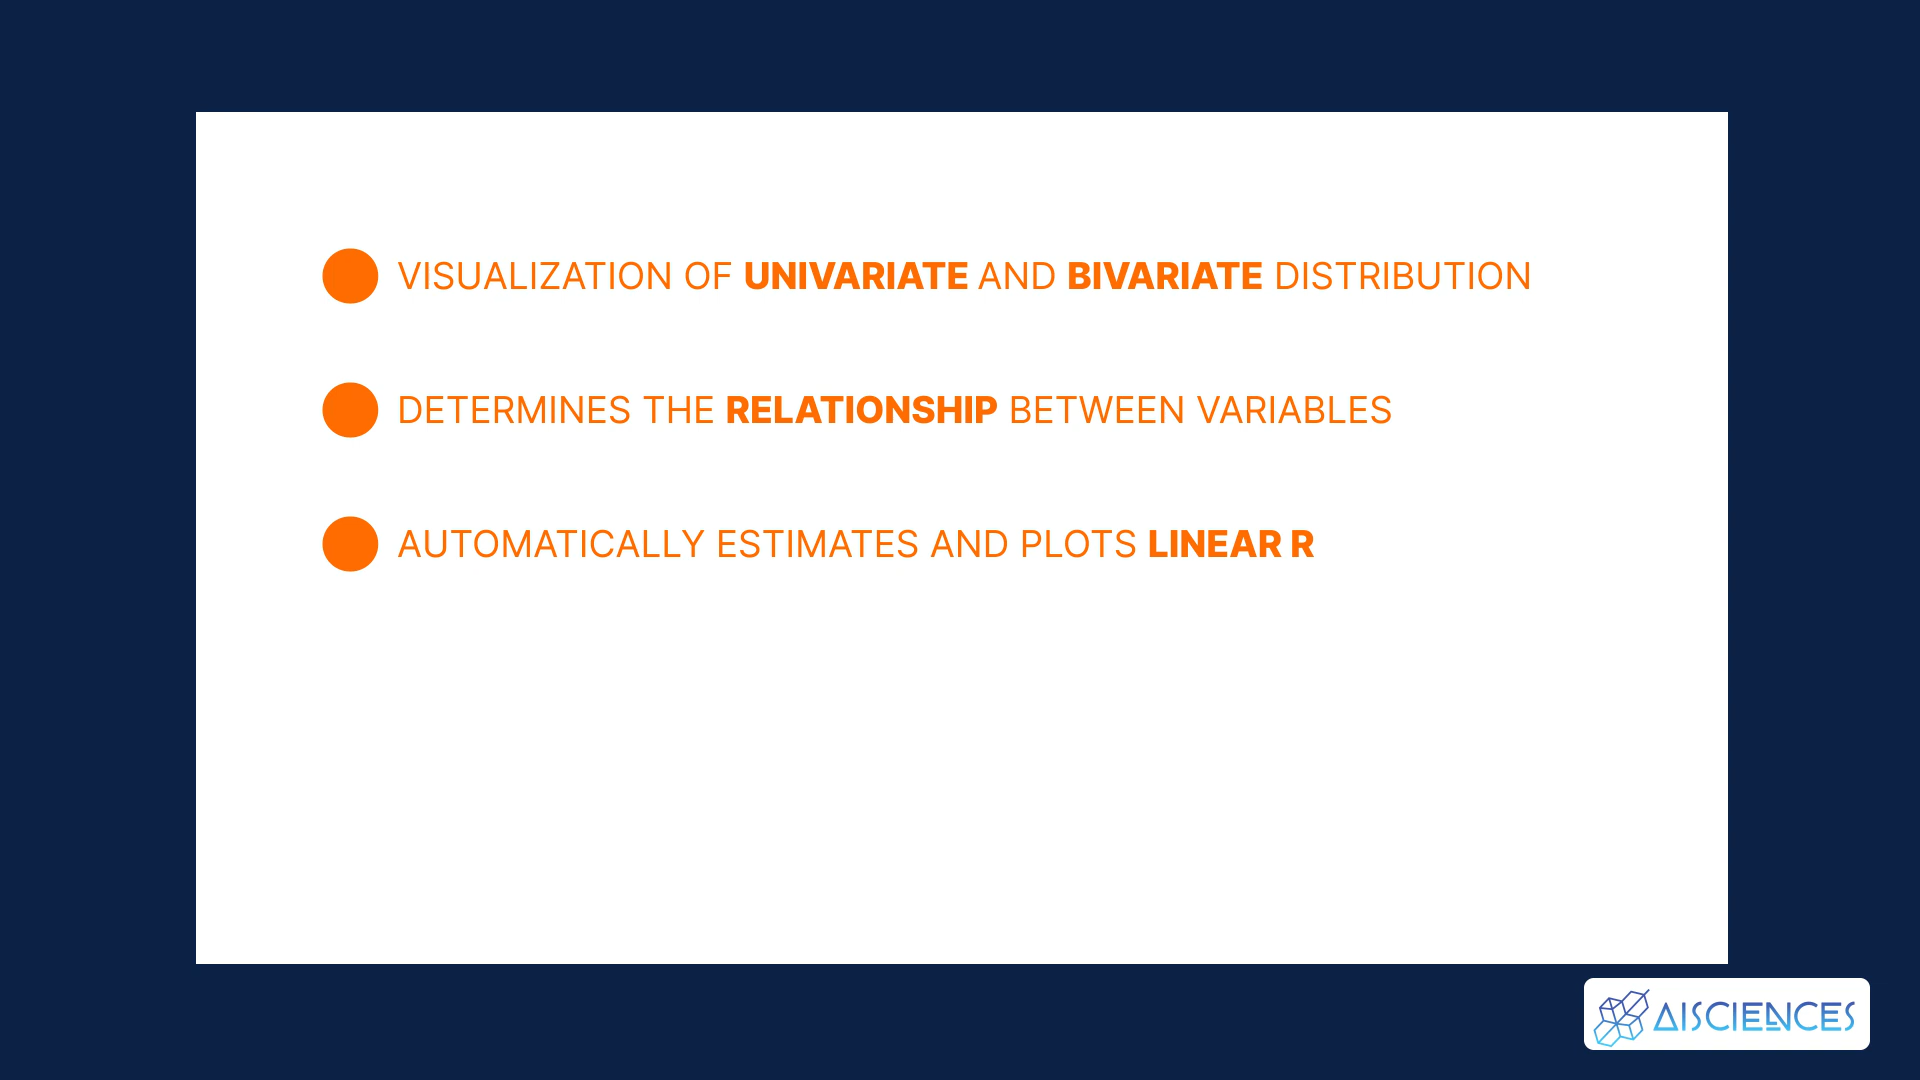 VISUALIZATION OF UNIVARIATE AND BIVARIATE DISTRIBUTION
DETERMINES THE RELATIONSHIP BETWEEN VARIABLES
AUTOMATICALLY ESTIMATES AND PLOTS LINEAR R
AISCIENCES